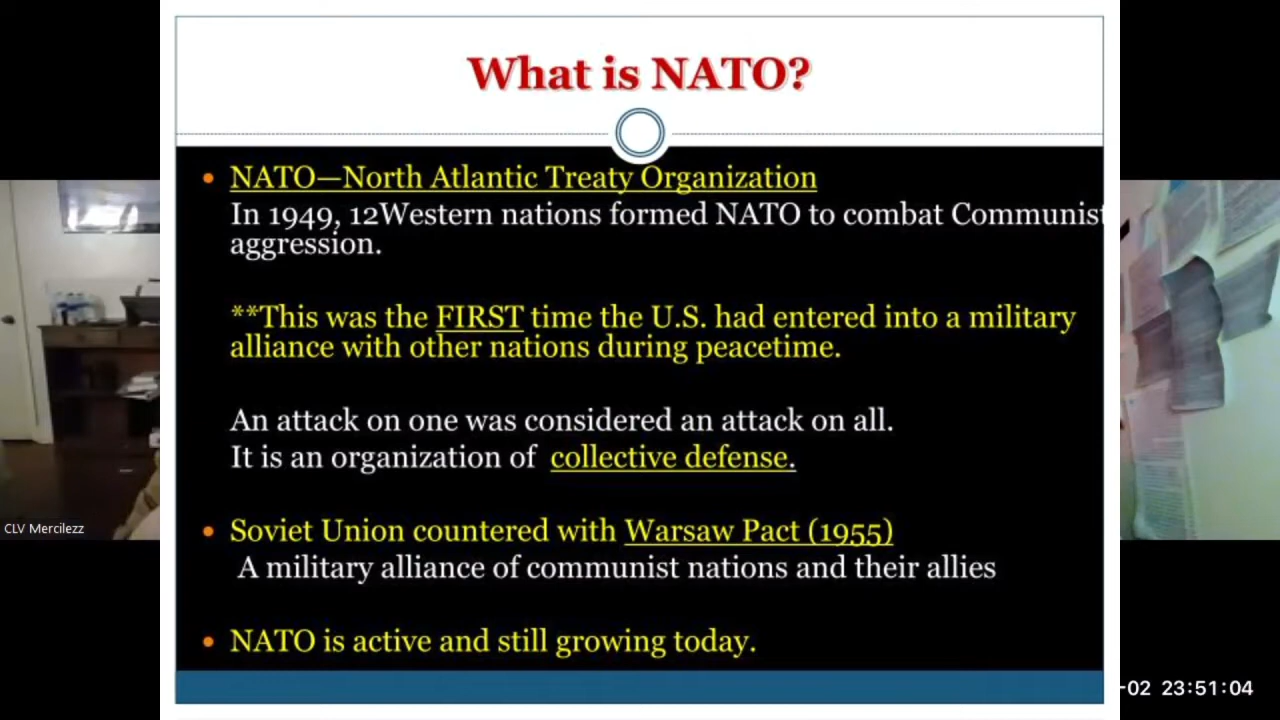 What is NATO?
• NATO—North Atlantic Treaty Organization
In 1949, 12Western nations formed NATO to combat Communist
aggression.
**This was the FIRST time the U.S. had entered into a military
alliance with other nations during peacetime.
An attack on one was considered an attack on all.
It is an organization of collective defense.
• Soviet Union countered with Warsaw Pact (1955)
A military alliance of communist nations and their allies
• NATO is active and still growing today.
CLV Mercilezz
-02 23:51:04